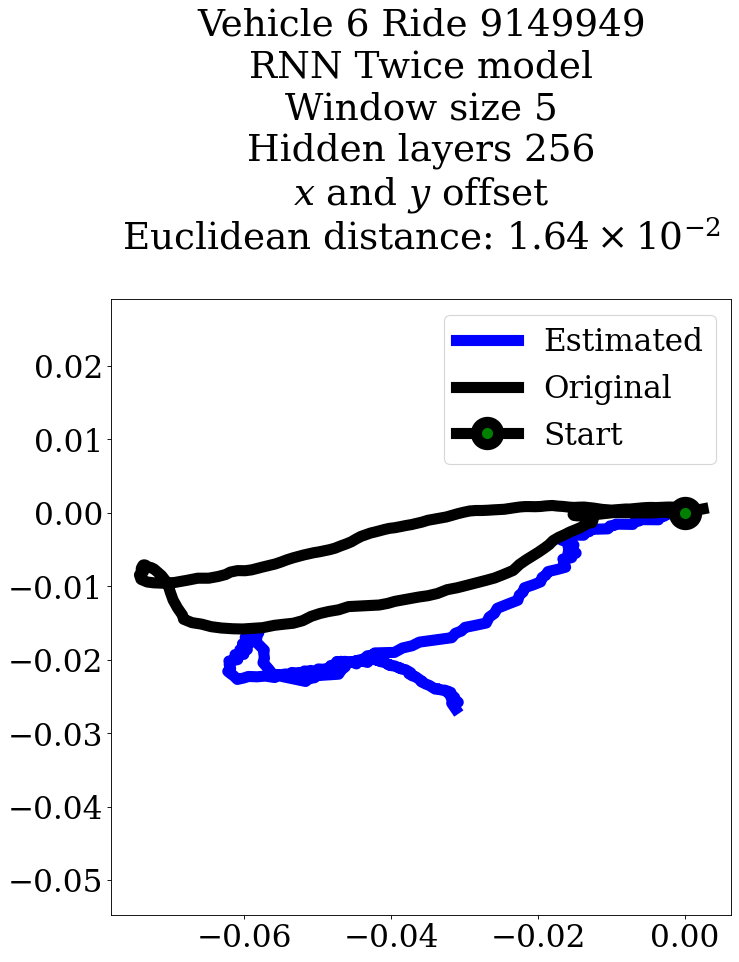 Vehicle 6 Ride 9149949
RNN Twice model
Window size 5
Hidden layers 256
x and y offset
Euclidean distance: 1.64 × 10⁻²
Estimated
Original
Start
0.02
0.01
0.00
−0.01
−0.02
−0.03
−0.04
−0.05
−0.06 −0.04 −0.02 0.00